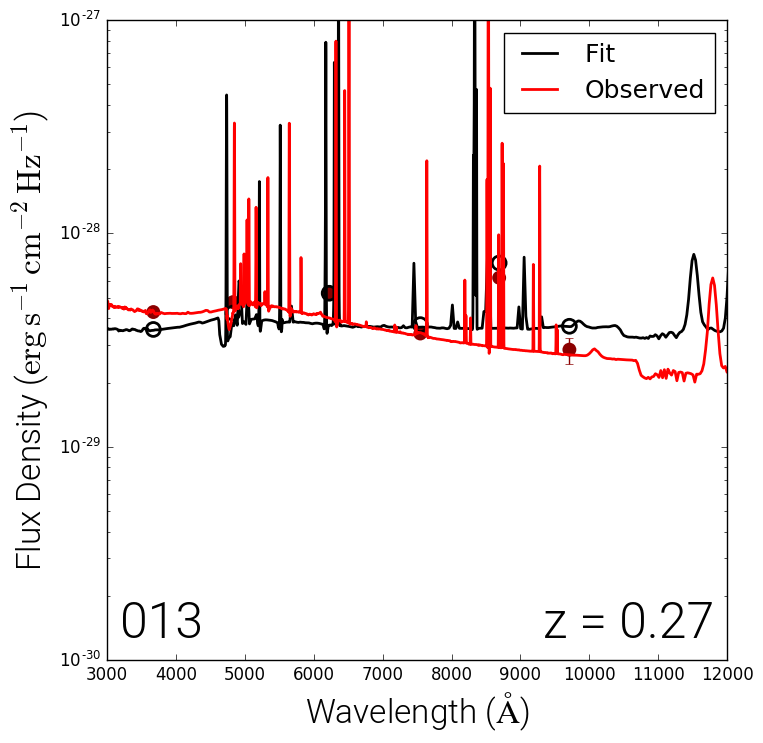 10^-27
10^-28
10^-29
10^-30
Flux Density (erg s^-1 cm^-2 Hz^-1)
Fit
Observed
013
z = 0.27
3000 4000 5000 6000 7000 8000 9000 10000 11000 12000
Wavelength (Å)